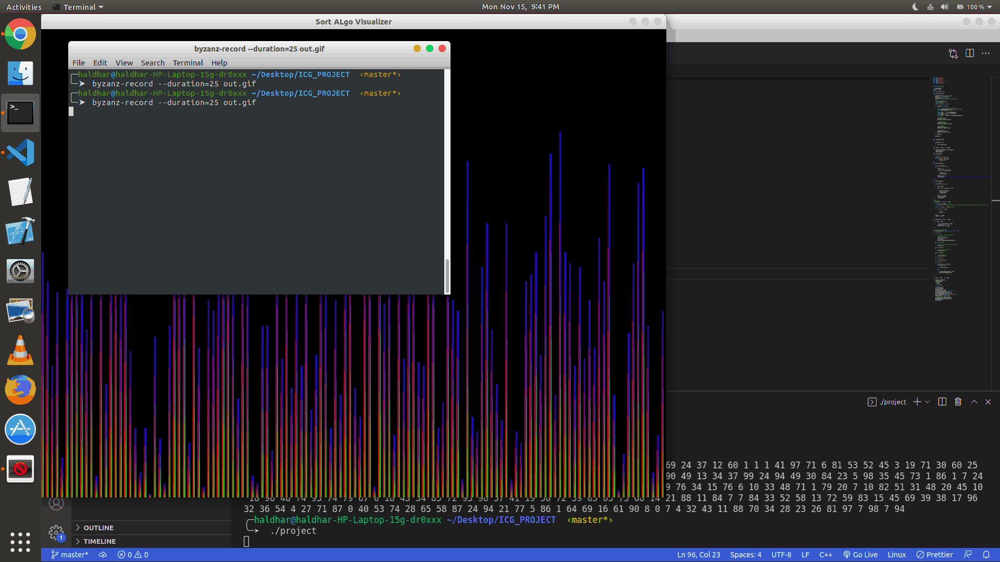 Activities
Terminal
Mon Nov 15, 9:41 PM
100 %
Sort ALgo Visualizer
byzanz-record --duration=25 out.gif
File Edit View Search Terminal Help
haldhar@haldhar-HP-Laptop-15g-dr0xxx ~/Desktop/ICG_PROJECT ‹master*›
byzanz-record --duration=25 out.gif
haldhar@haldhar-HP-Laptop-15g-dr0xxx ~/Desktop/ICG_PROJECT ‹master*›
byzanz-record --duration=25 out.gif
./project
69 24 37 12 60 1 1 1 41 97 71 6 81 53 52 45 3 19 71 30 60 25
90 49 13 34 37 99 24 94 49 30 84 23 5 98 35 45 73 1 86 1 7 24
9 76 34 15 76 6 10 33 48 71 1 79 20 7 10 82 51 31 48 20 45 10
21 88 11 84 7 7 84 33 52 58 13 72 59 83 15 45 69 39 38 17 96
32 36 54 4 27 71 87 0 40 53 74 28 65 58 87 24 94 21 77 5 86 1 64 69 16 61 90 8 0 7 4 32 43 11 88 70 34 28 23 26 81 97 7 98 7 94
haldhar@haldhar-HP-Laptop-15g-dr0xxx ~/Desktop/ICG_PROJECT ‹master*›
./project
OUTLINE
1
TIMELINE
master* 0 0 Ln 96, Col 23 Spaces: 4 UTF-8 LF C++ Go Live Linux Prettier